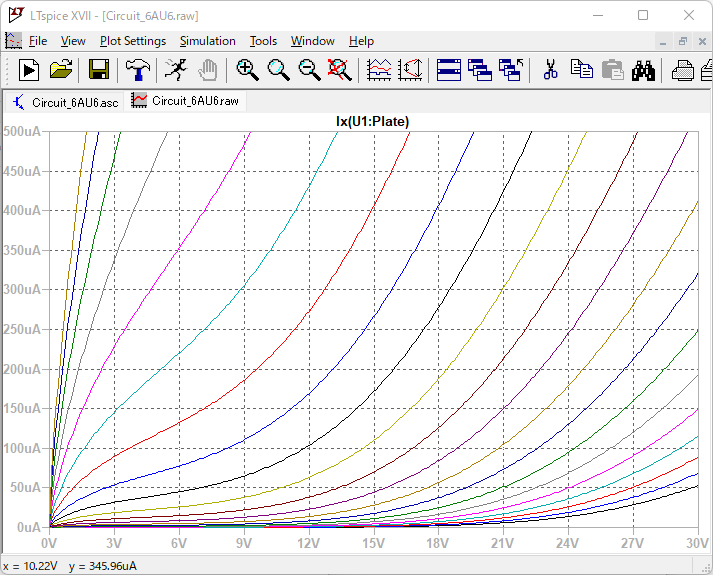 LTspice XVII - [Circuit_6AU6.raw]
File View Plot Settings Simulation Tools Window Help
Circuit_6AU6.asc Circuit_6AU6.raw
Ix(U1:Plate)
500uA
450uA
400uA
350uA
300uA
250uA
200uA
150uA
100uA
50uA
0uA
0V 3V 6V 9V 12V 15V 18V 21V 24V 27V 30V
x = 10.22V y = 345.96uA